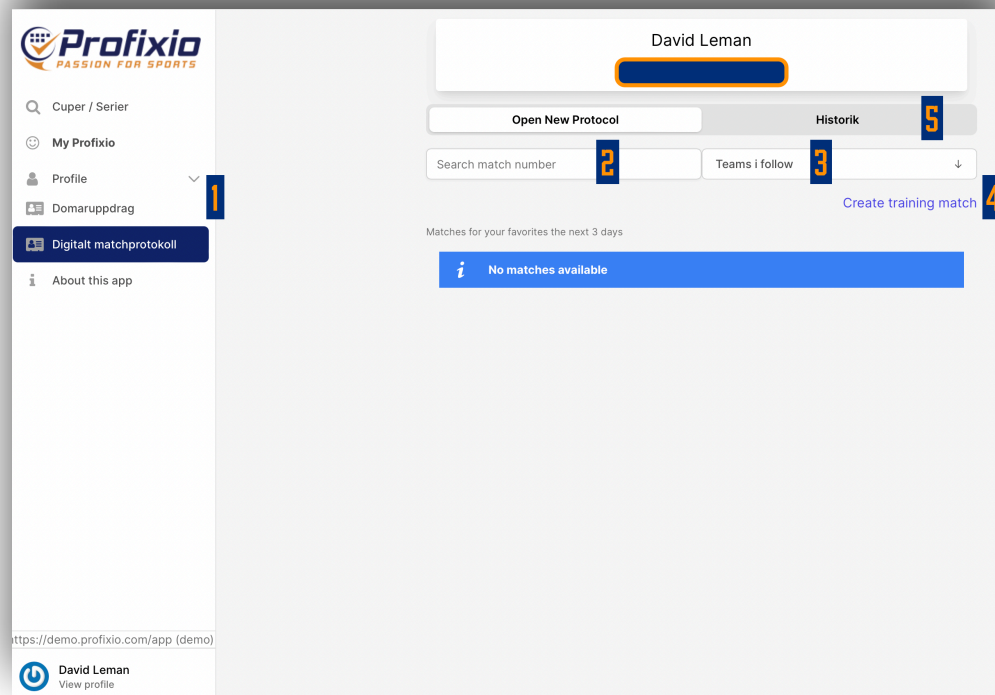 Profixio
PASSION FOR SPORTS
Cuper / Serier
My Profixio
Profile
1
Domaruppdrag
Digitalt matchprotokoll
About this app
ttps://demo.profixio.com/app (demo)
David Leman
View profile
David Leman
Open New Protocol
Historik
5
Search match number
2
Teams i follow
3
Create training match
4
Matches for your favorites the next 3 days
No matches available